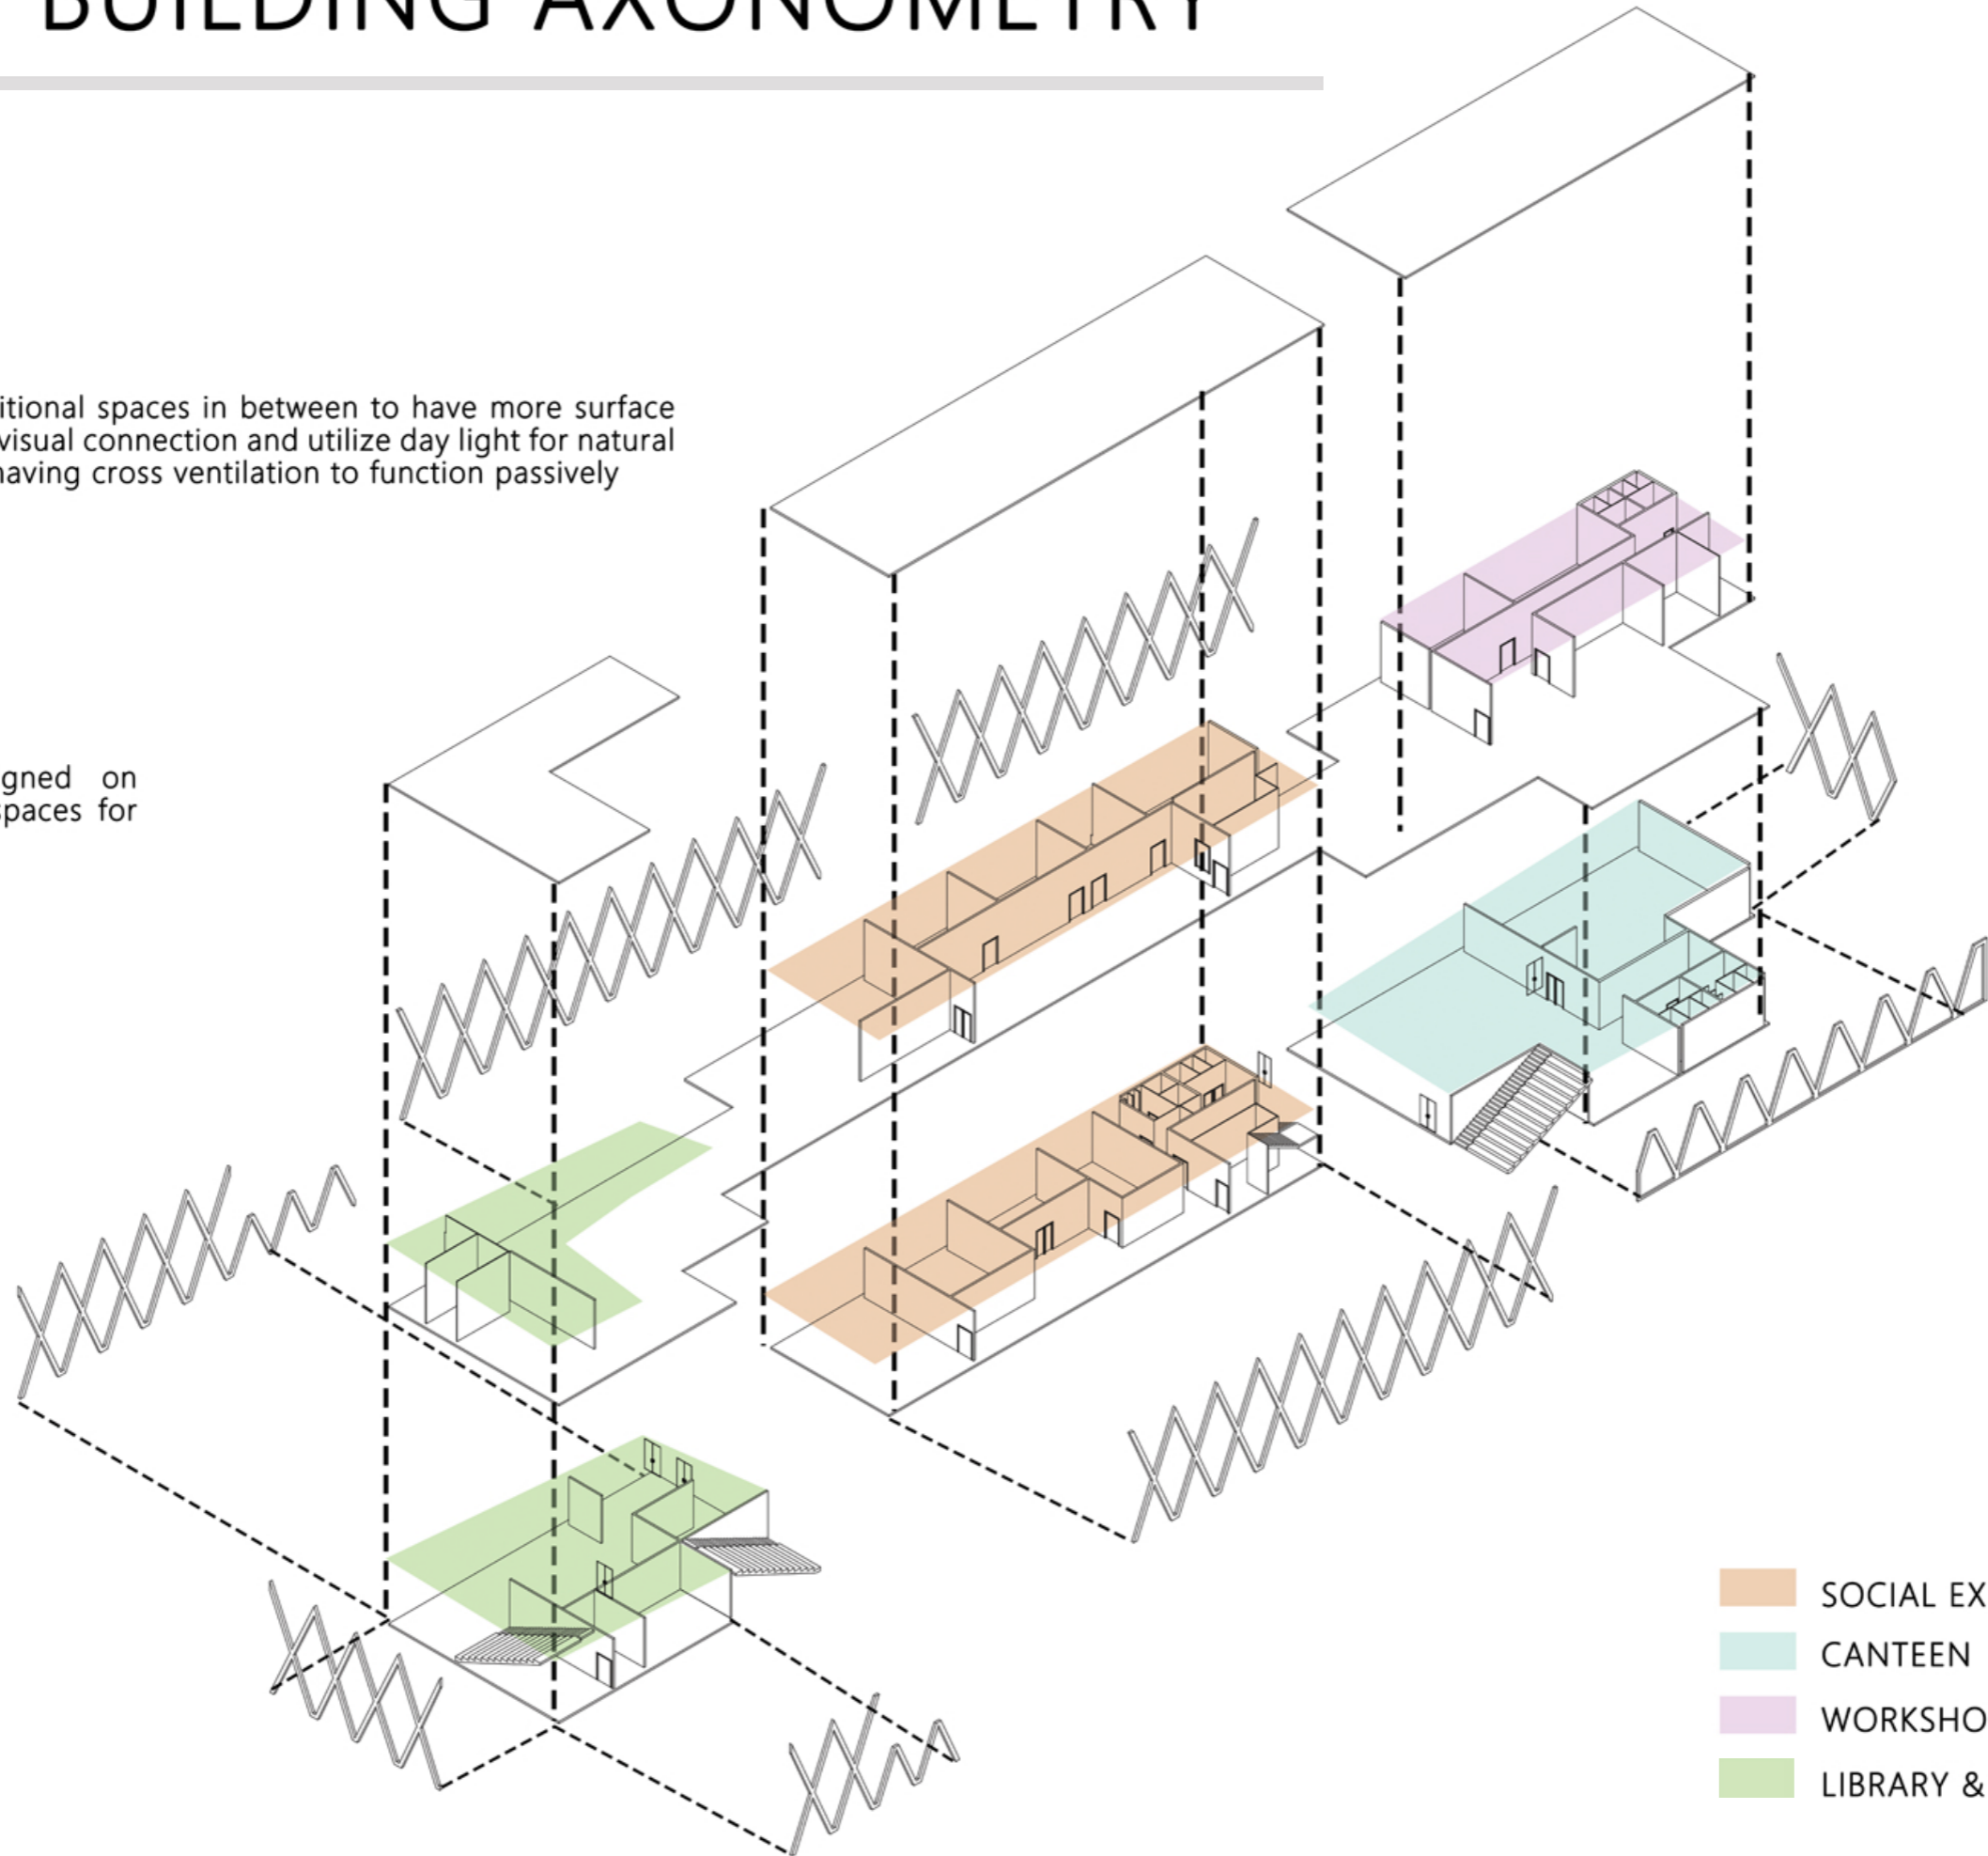 BUILDING AXONOMETRY
itional spaces in between to have more surface
visual connection and utilize day light for natural
having cross ventilation to function passively
igned on
spaces for
SOCIAL EX
CANTEEN
WORKSHO
LIBRARY &